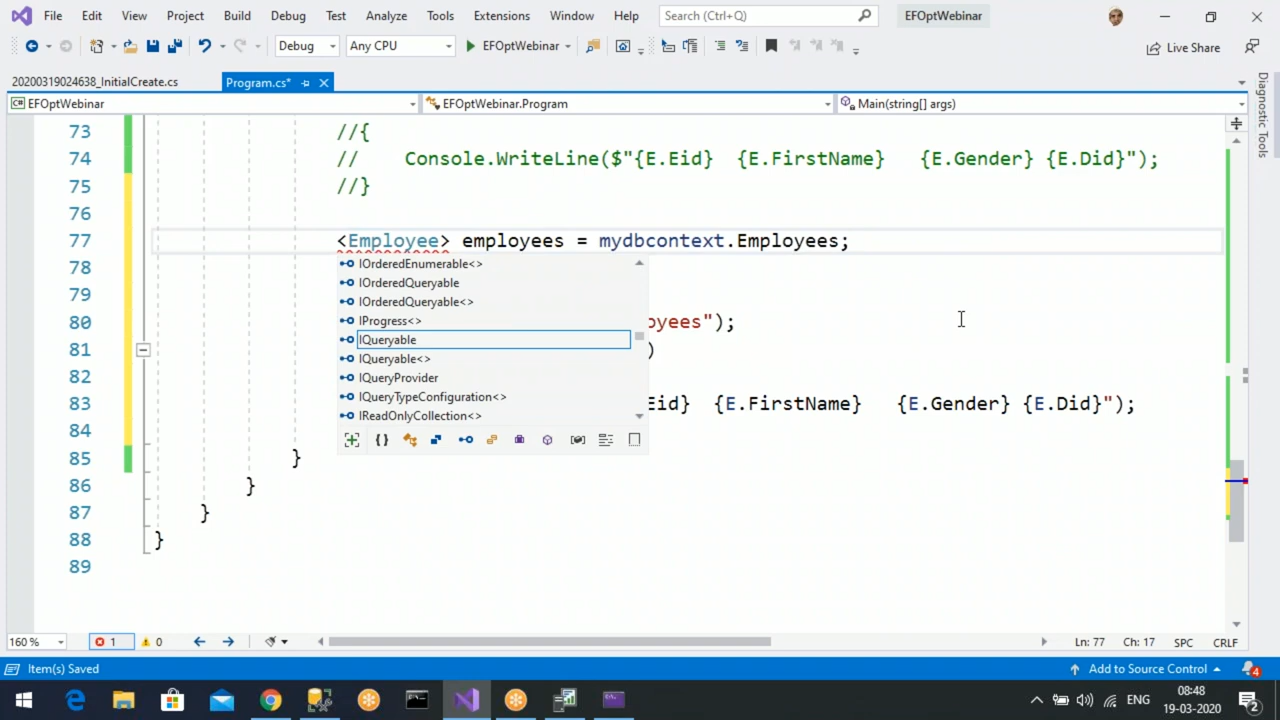 File Edit View Project Build Debug Test Analyze Tools Extensions Window Help Search (Ctrl+Q) EFOptWebinar
Debug Any CPU EFOptWebinar Live Share
20200319024638_InitialCreate.cs Program.cs*
EFOptWebinar EFOptWebinar.Program Main(string[] args)
Diagnostic Tools
73 //{
74 // Console.WriteLine($"{E.Eid} {E.FirstName} {E.Gender} {E.Did}");
75 //}
76
77 <Employee> employees = mydbcontext.Employees;
78 IOrderedEnumerable<>
IOrderedQueryable
79 IOrderedQueryable<>
80 IProgress<> oyees");
IQueryable
81 IQueryable<> )
82 IQueryProvider
83 IQueryTypeConfiguration<> Eid} {E.FirstName} {E.Gender} {E.Did}");
IReadOnlyCollection<>
84
85 }
86 }
87 }
88 }
89
160 % 1 0 Ln: 77 Ch: 17 SPC CRLF
Item(s) Saved Add to Source Control 4
ENG 08:48
19-03-2020 2